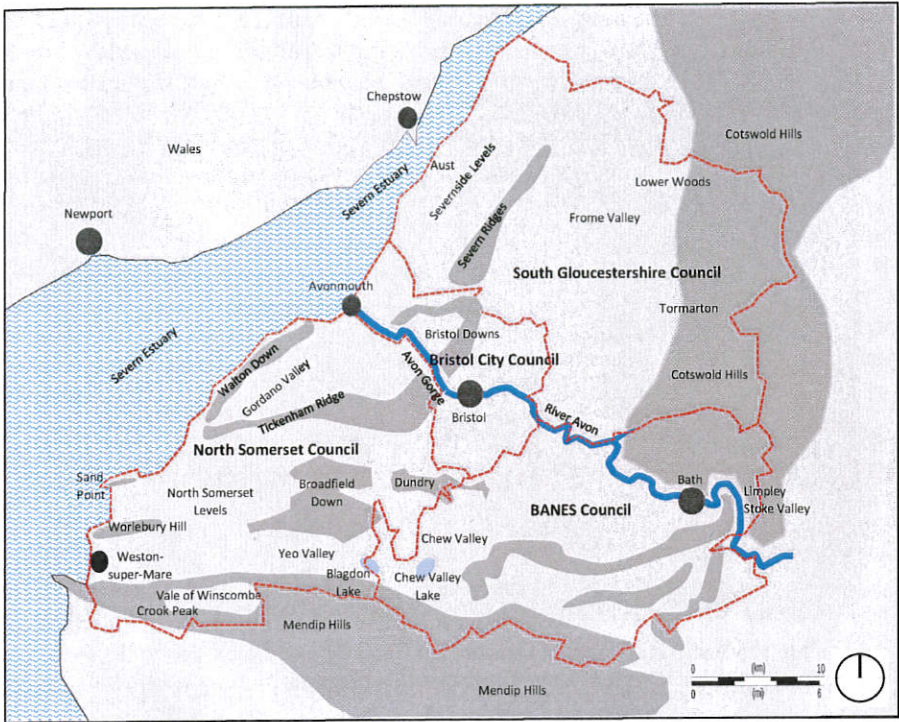 Chepstow
Wales
Cotswold Hills
Severn Estuary
Aust
Severnside Levels
Lower Woods
Newport
Frome Valley
Severn Ridges
South Gloucestershire Council
Avonmouth
Tormarton
Bristol Downs
Severn Estuary
Walton Down
Bristol City Council
Gordano Valley
Avon Gorge
Cotswold Hills
Tickenham Ridge
Bristol
River Avon
North Somerset Council
Sand
Point
Broadfield
Down
Dundry
Bath
Limpley
Stoke Valley
North Somerset
Levels
BANES Council
Worlebury Hill
Chew Valley
Weston-
super-Mare
Yeo Valley
Blagdon
Lake
Chew Valley
Lake
Vale of Winscombe
Crook Peak
Mendip Hills
Mendip Hills
0 (km) 10
0 (mi) 6